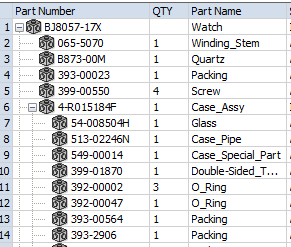 Part Number QTY Part Name
1 BJ8057-17X Watch
2 065-5070 1 Winding_Stem
3 B873-00M 1 Quartz
4 393-00023 1 Packing
5 399-00550 4 Screw
6 4-R015184F 1 Case_Assy
7 54-008504H 1 Glass
8 513-02246N 1 Case_Pipe
9 549-00014 1 Case_Special_Part
10 399-01870 1 Double-Sided_T...
11 392-00002 3 O_Ring
12 392-00047 1 O_Ring
13 393-00564 1 Packing
14 393-2906 1 Packing